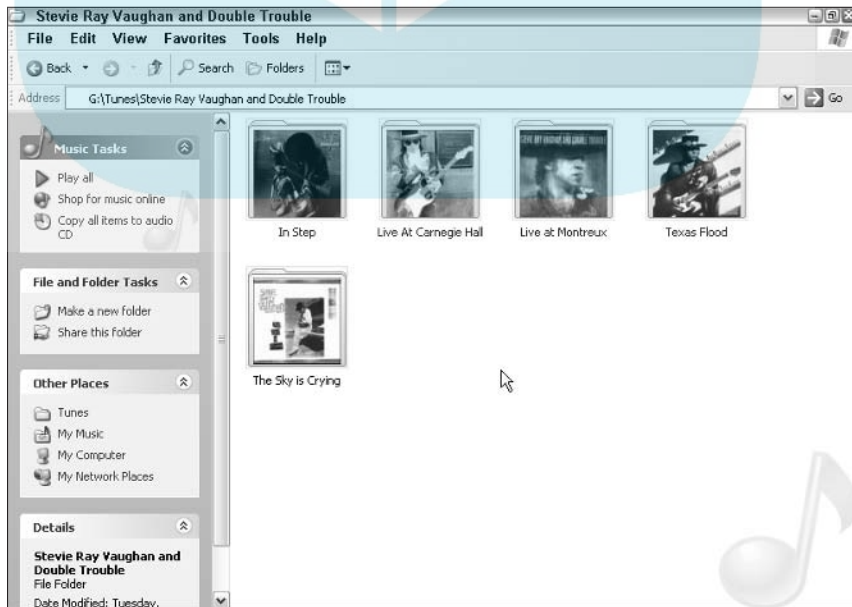 Stevie Ray Vaughan and Double Trouble
File Edit View Favorites Tools Help
Back Search Folders
Address G:\Tunes\Stevie Ray Vaughan and Double Trouble Go
Music Tasks
Play all
Shop for music online
Copy all items to audio
CD
File and Folder Tasks
Make a new folder
Share this folder
Other Places
Tunes
My Music
My Computer
My Network Places
Details
Stevie Ray Vaughan and
Double Trouble
File Folder
Date Modified: Tuesday,
In Step Live At Carnegie Hall Live at Montreux Texas Flood
The Sky is Crying